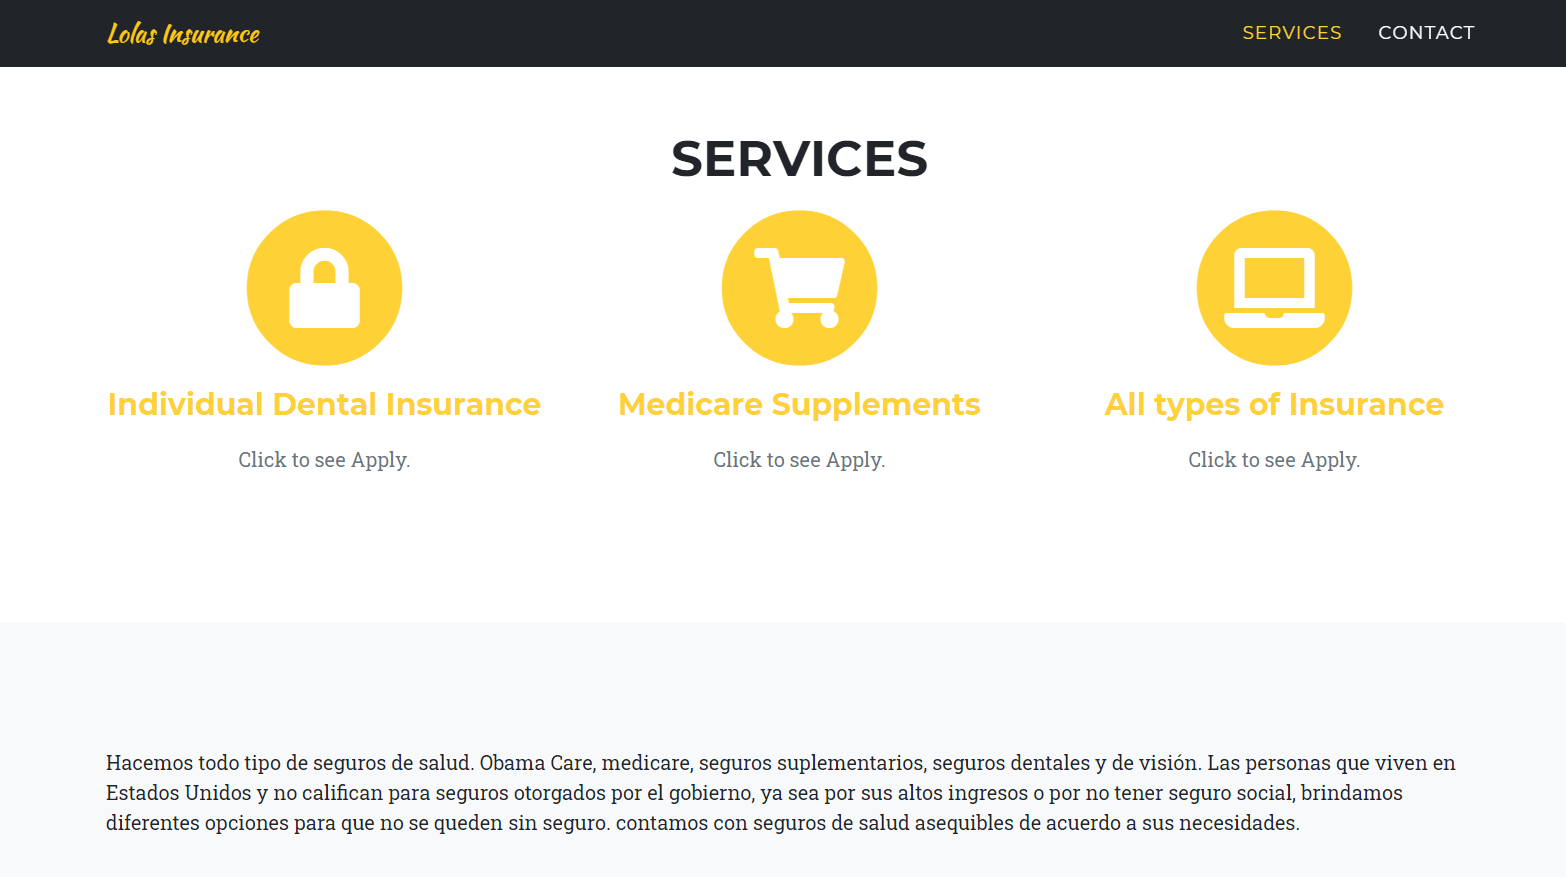 Lolas Insurance
SERVICES
CONTACT
SERVICES
Individual Dental Insurance
Click to see Apply.
Medicare Supplements
Click to see Apply.
All types of Insurance
Click to see Apply.
Hacemos todo tipo de seguros de salud. Obama Care, medicare, seguros suplementarios, seguros dentales y de visión. Las personas que viven en
Estados Unidos y no califican para seguros otorgados por el gobierno, ya sea por sus altos ingresos o por no tener seguro social, brindamos
diferentes opciones para que no se queden sin seguro. contamos con seguros de salud asequibles de acuerdo a sus necesidades.